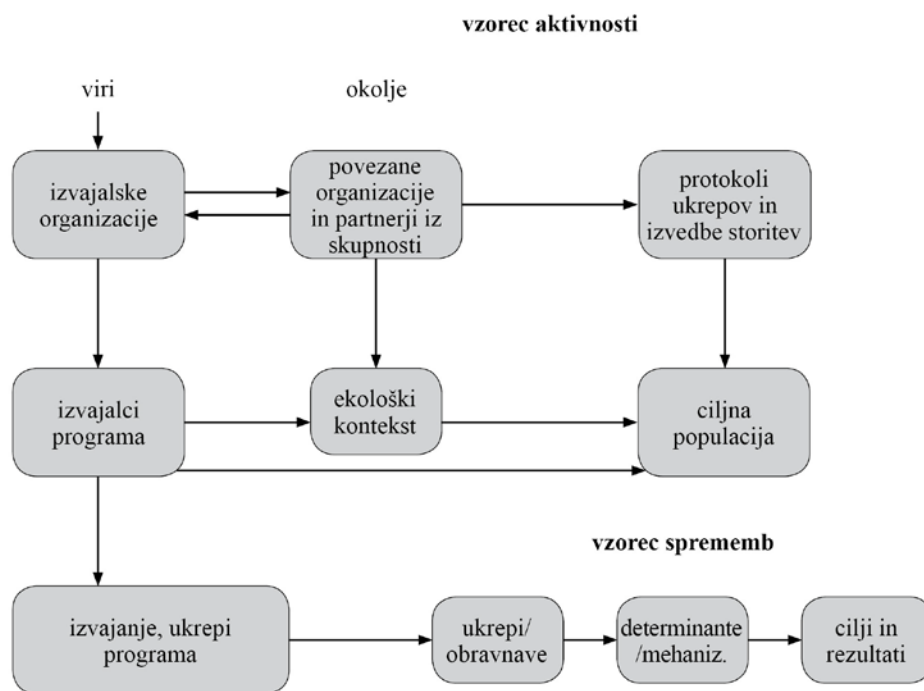 vzorec aktivnosti
viri
okolje
izvajalske
organizacije
povezane
organizacije
in partnerji iz
skupnosti
protokoli
ukrepov in
izvedbe storitev
izvajalci
programa
ekološki
kontekst
ciljna
populacija
vzorec sprememb
izvajanje, ukrepi
programa
ukrepi/
obravnave
determinante
/mehaniz.
cilji in
rezultati